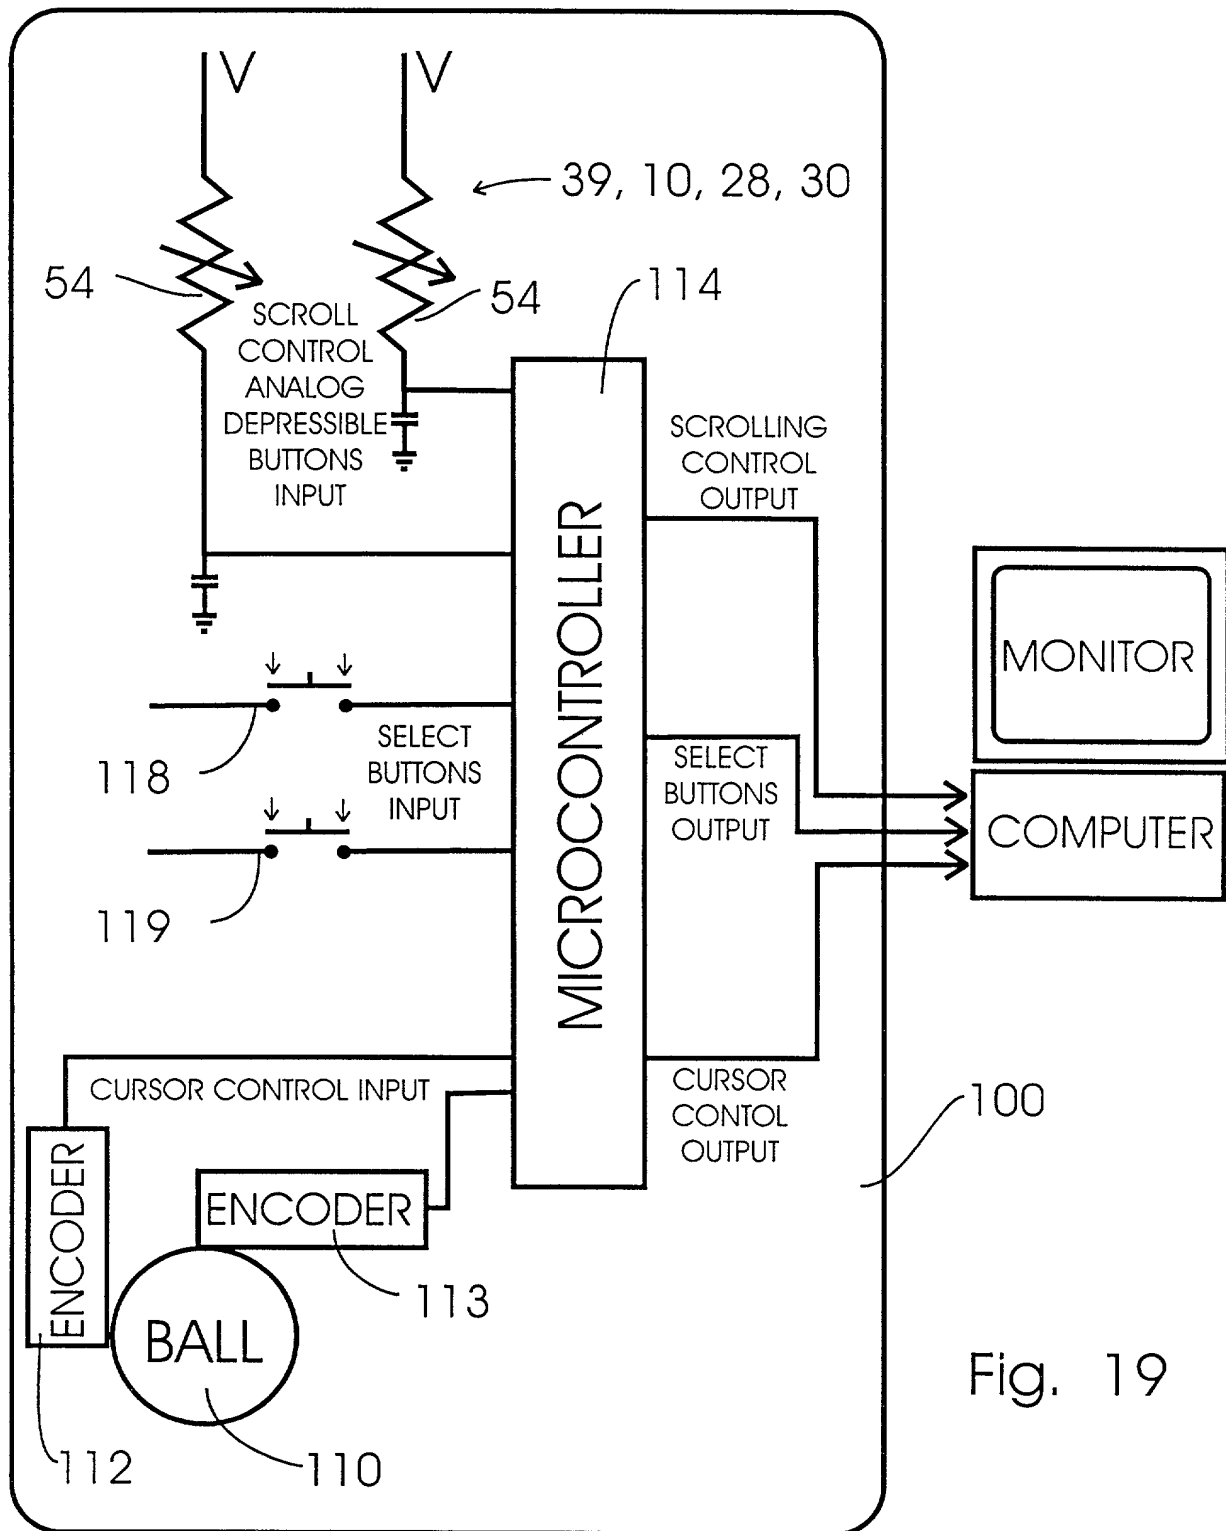 V
V
39, 10, 28, 30
54
54
114
SCROLL
CONTROL
ANALOG
DEPRESSIBLE
BUTTONS
INPUT
SCROLLING
CONTROL
OUTPUT
MICROCONTROLLER
MONITOR
COMPUTER
118
SELECT
BUTTONS
INPUT
SELECT
BUTTONS
OUTPUT
119
CURSOR CONTROL INPUT
CURSOR
CONTOL
OUTPUT
100
ENCODER
ENCODER
113
BALL
112
110
Fig. 19